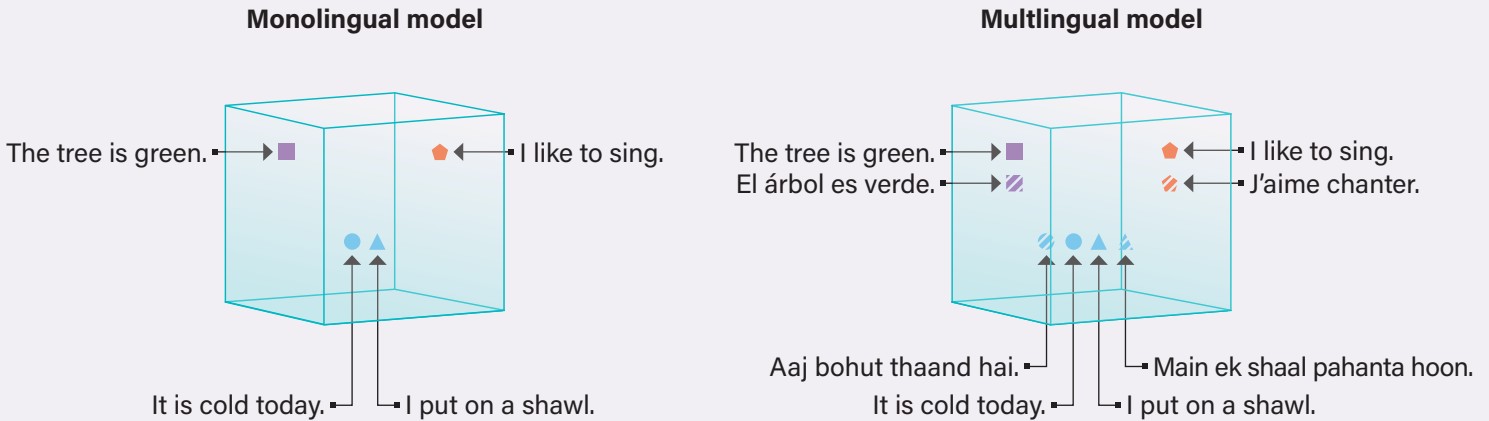 Monolingual model
The tree is green.
I like to sing.
It is cold today.
I put on a shawl.
Multlingual model
The tree is green.
El árbol es verde.
I like to sing.
J'aime chanter.
Aaj bohut thaand hai.
Main ek shaal pahanta hoon.
It is cold today.
I put on a shawl.